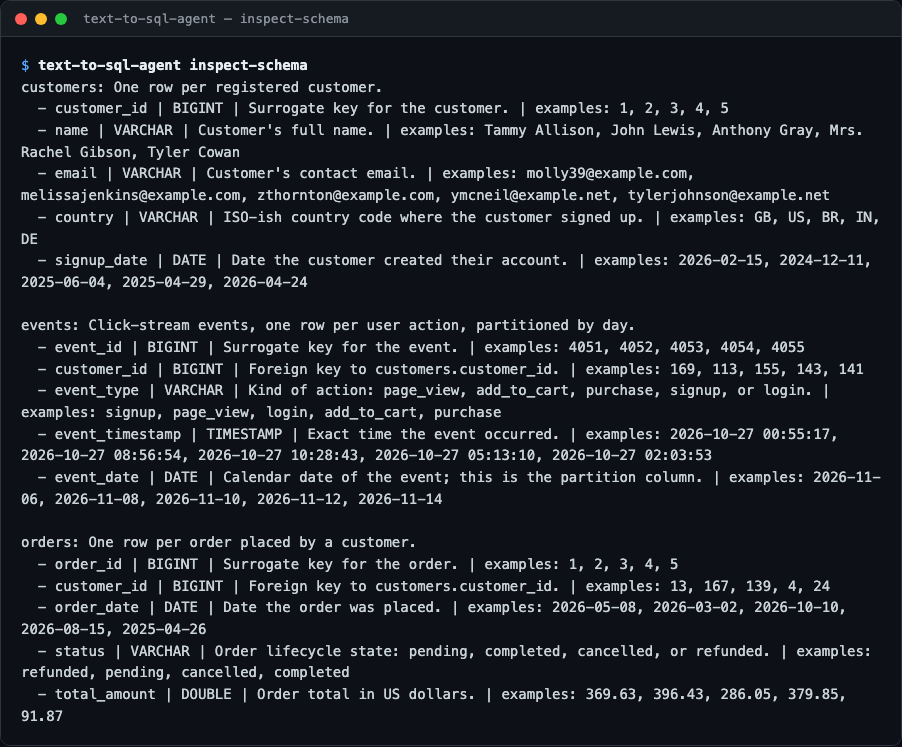 text-to-sql-agent — inspect-schema
$ text-to-sql-agent inspect-schema
customers: One row per registered customer.
  - customer_id | BIGINT | Surrogate key for the customer. | examples: 1, 2, 3, 4, 5
  - name | VARCHAR | Customer's full name. | examples: Tammy Allison, John Lewis, Anthony Gray, Mrs.
Rachel Gibson, Tyler Cowan
  - email | VARCHAR | Customer's contact email. | examples: molly39@example.com,
melissajenkins@example.com, zthornton@example.com, ymcneil@example.net, tylerjohnson@example.net
  - country | VARCHAR | ISO-ish country code where the customer signed up. | examples: GB, US, BR, IN,
DE
  - signup_date | DATE | Date the customer created their account. | examples: 2026-02-15, 2024-12-11,
2025-06-04, 2025-04-29, 2026-04-24

events: Click-stream events, one row per user action, partitioned by day.
  - event_id | BIGINT | Surrogate key for the event. | examples: 4051, 4052, 4053, 4054, 4055
  - customer_id | BIGINT | Foreign key to customers.customer_id. | examples: 169, 113, 155, 143, 141
  - event_type | VARCHAR | Kind of action: page_view, add_to_cart, purchase, signup, or login. |
examples: signup, page_view, login, add_to_cart, purchase
  - event_timestamp | TIMESTAMP | Exact time the event occurred. | examples: 2026-10-27 00:55:17,
2026-10-27 08:56:54, 2026-10-27 10:28:43, 2026-10-27 05:13:10, 2026-10-27 02:03:53
  - event_date | DATE | Calendar date of the event; this is the partition column. | examples: 2026-11-
06, 2026-11-08, 2026-11-10, 2026-11-12, 2026-11-14

orders: One row per order placed by a customer.
  - order_id | BIGINT | Surrogate key for the order. | examples: 1, 2, 3, 4, 5
  - customer_id | BIGINT | Foreign key to customers.customer_id. | examples: 13, 167, 139, 4, 24
  - order_date | DATE | Date the order was placed. | examples: 2026-05-08, 2026-03-02, 2026-10-10,
2026-08-15, 2025-04-26
  - status | VARCHAR | Order lifecycle state: pending, completed, cancelled, or refunded. | examples:
refunded, pending, cancelled, completed
  - total_amount | DOUBLE | Order total in US dollars. | examples: 369.63, 396.43, 286.05, 379.85,
91.87